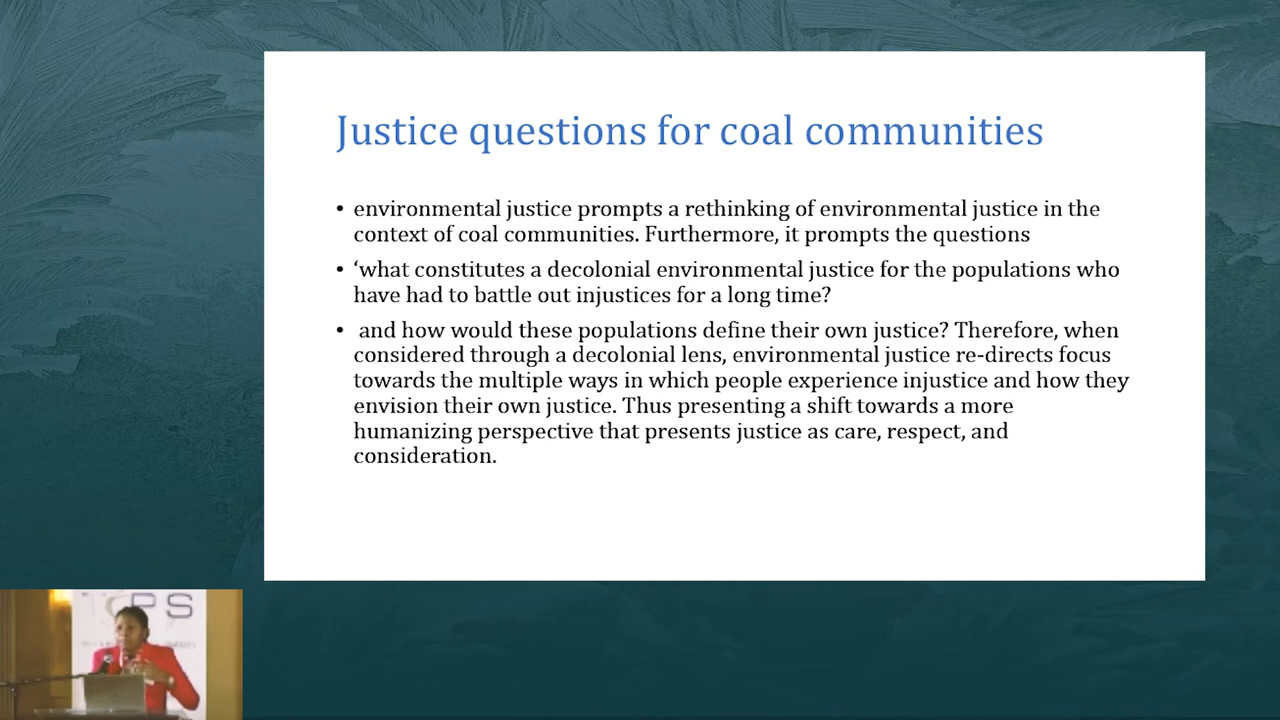 Justice questions for coal communities
• environmental justice prompts a rethinking of environmental justice in the
context of coal communities. Furthermore, it prompts the questions
• ‘what constitutes a decolonial environmental justice for the populations who
have had to battle out injustices for a long time?
• and how would these populations define their own justice? Therefore, when
considered through a decolonial lens, environmental justice re-directs focus
towards the multiple ways in which people experience injustice and how they
envision their own justice. Thus presenting a shift towards a more
humanizing perspective that presents justice as care, respect, and
consideration.